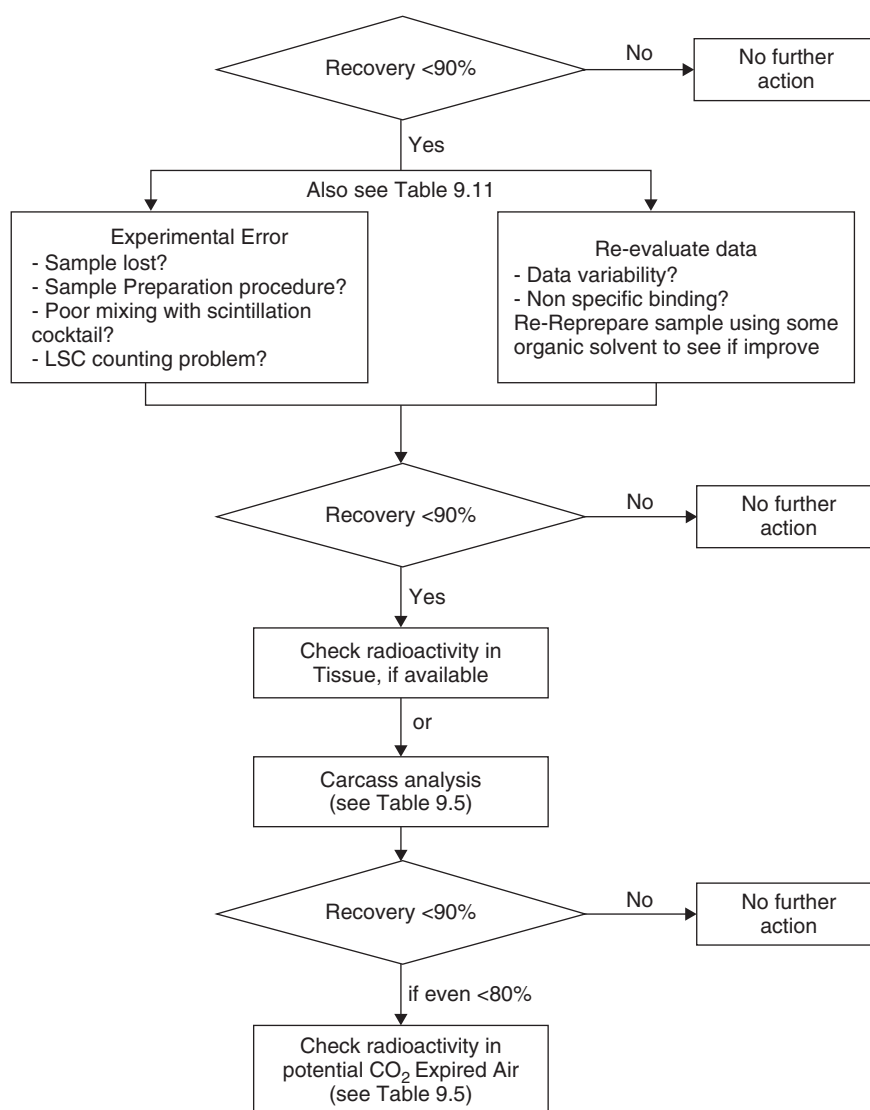 Recovery <90%
No
No further
action
Yes
Also see Table 9.11
Experimental Error
- Sample lost?
- Sample Preparation procedure?
- Poor mixing with scintillation
cocktail?
- LSC counting problem?
Re-evaluate data
- Data variability?
- Non specific binding?
Re-Reprepare sample using some
organic solvent to see if improve
Recovery <90%
No
No further
action
Yes
Check radioactivity in
Tissue, if available
or
Carcass analysis
(see Table 9.5)
Recovery <90%
No
No further
action
if even <80%
Check radioactivity in
potential CO₂ Expired Air
(see Table 9.5)